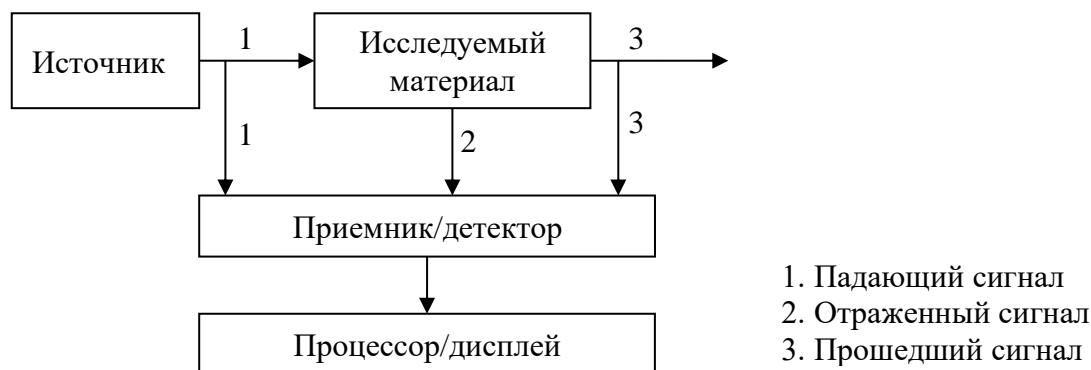 Источник
1
Исследуемый
материал
3
1
2
3
Приемник/детектор
Процессор/дисплей
1. Падающий сигнал
2. Отраженный сигнал
3. Прошедший сигнал